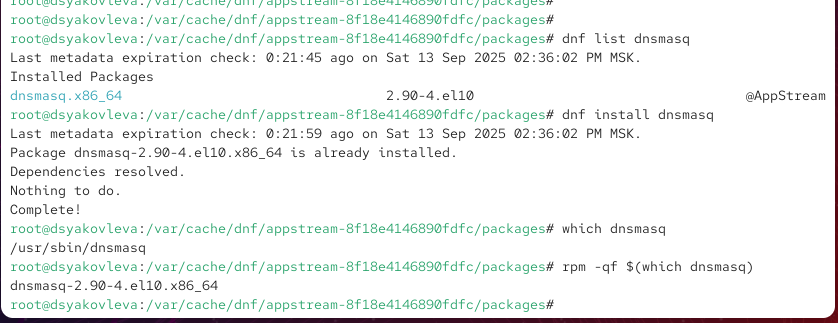 root@dsyakovleva:/var/cache/dnf/appstream-8f18e4146890fdfc/packages#
root@dsyakovleva:/var/cache/dnf/appstream-8f18e4146890fdfc/packages#
root@dsyakovleva:/var/cache/dnf/appstream-8f18e4146890fdfc/packages# dnf list dnsmasq
Last metadata expiration check: 0:21:45 ago on Sat 13 Sep 2025 02:36:02 PM MSK.
Installed Packages
dnsmasq.x86_64 2.90-4.el10 @AppStream
root@dsyakovleva:/var/cache/dnf/appstream-8f18e4146890fdfc/packages# dnf install dnsmasq
Last metadata expiration check: 0:21:59 ago on Sat 13 Sep 2025 02:36:02 PM MSK.
Package dnsmasq-2.90-4.el10.x86_64 is already installed.
Dependencies resolved.
Nothing to do.
Complete!
root@dsyakovleva:/var/cache/dnf/appstream-8f18e4146890fdfc/packages# which dnsmasq
/usr/sbin/dnsmasq
root@dsyakovleva:/var/cache/dnf/appstream-8f18e4146890fdfc/packages# rpm -qf $(which dnsmasq)
dnsmasq-2.90-4.el10.x86_64
root@dsyakovleva:/var/cache/dnf/appstream-8f18e4146890fdfc/packages#